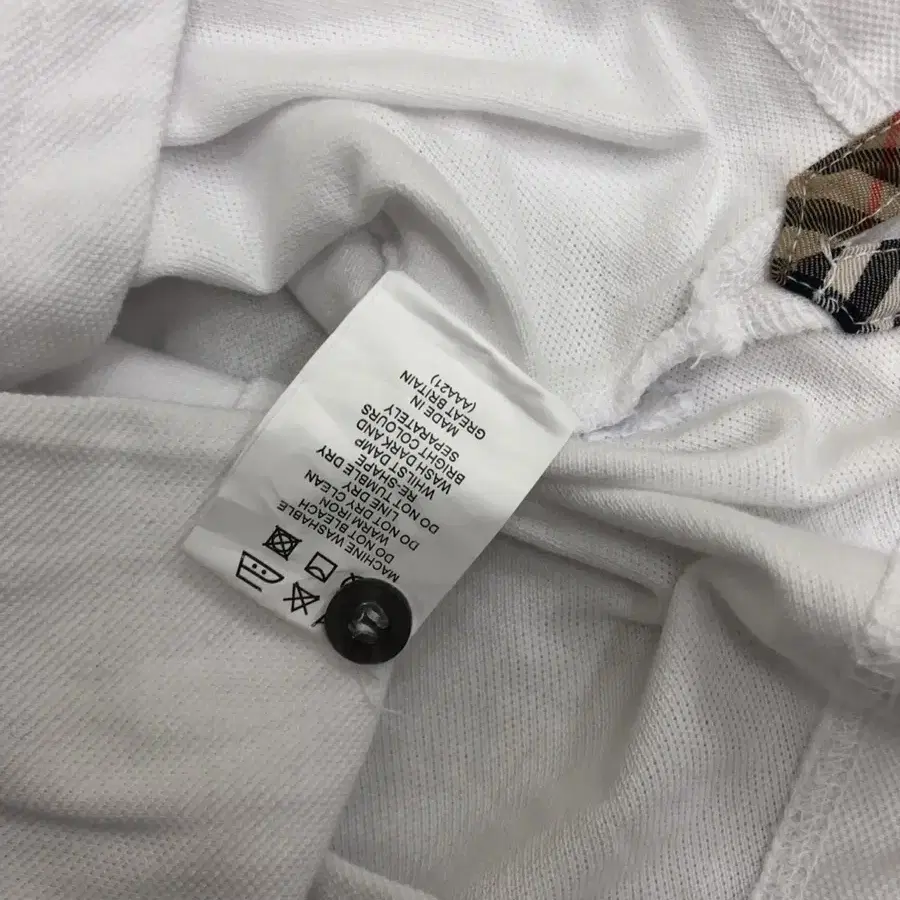 MACHINE WASHABLE
DO NOT BLEACH
WARM IRON
DO NOT DRY CLEAN
LINE DRY
DO NOT TUMBLE DRY
RE-SHAPE
WHILST DAMP
WASH DARK AND
BRIGHT COLOURS
SEPARATELY
MADE IN
GREAT BRITAIN
(AAA21)